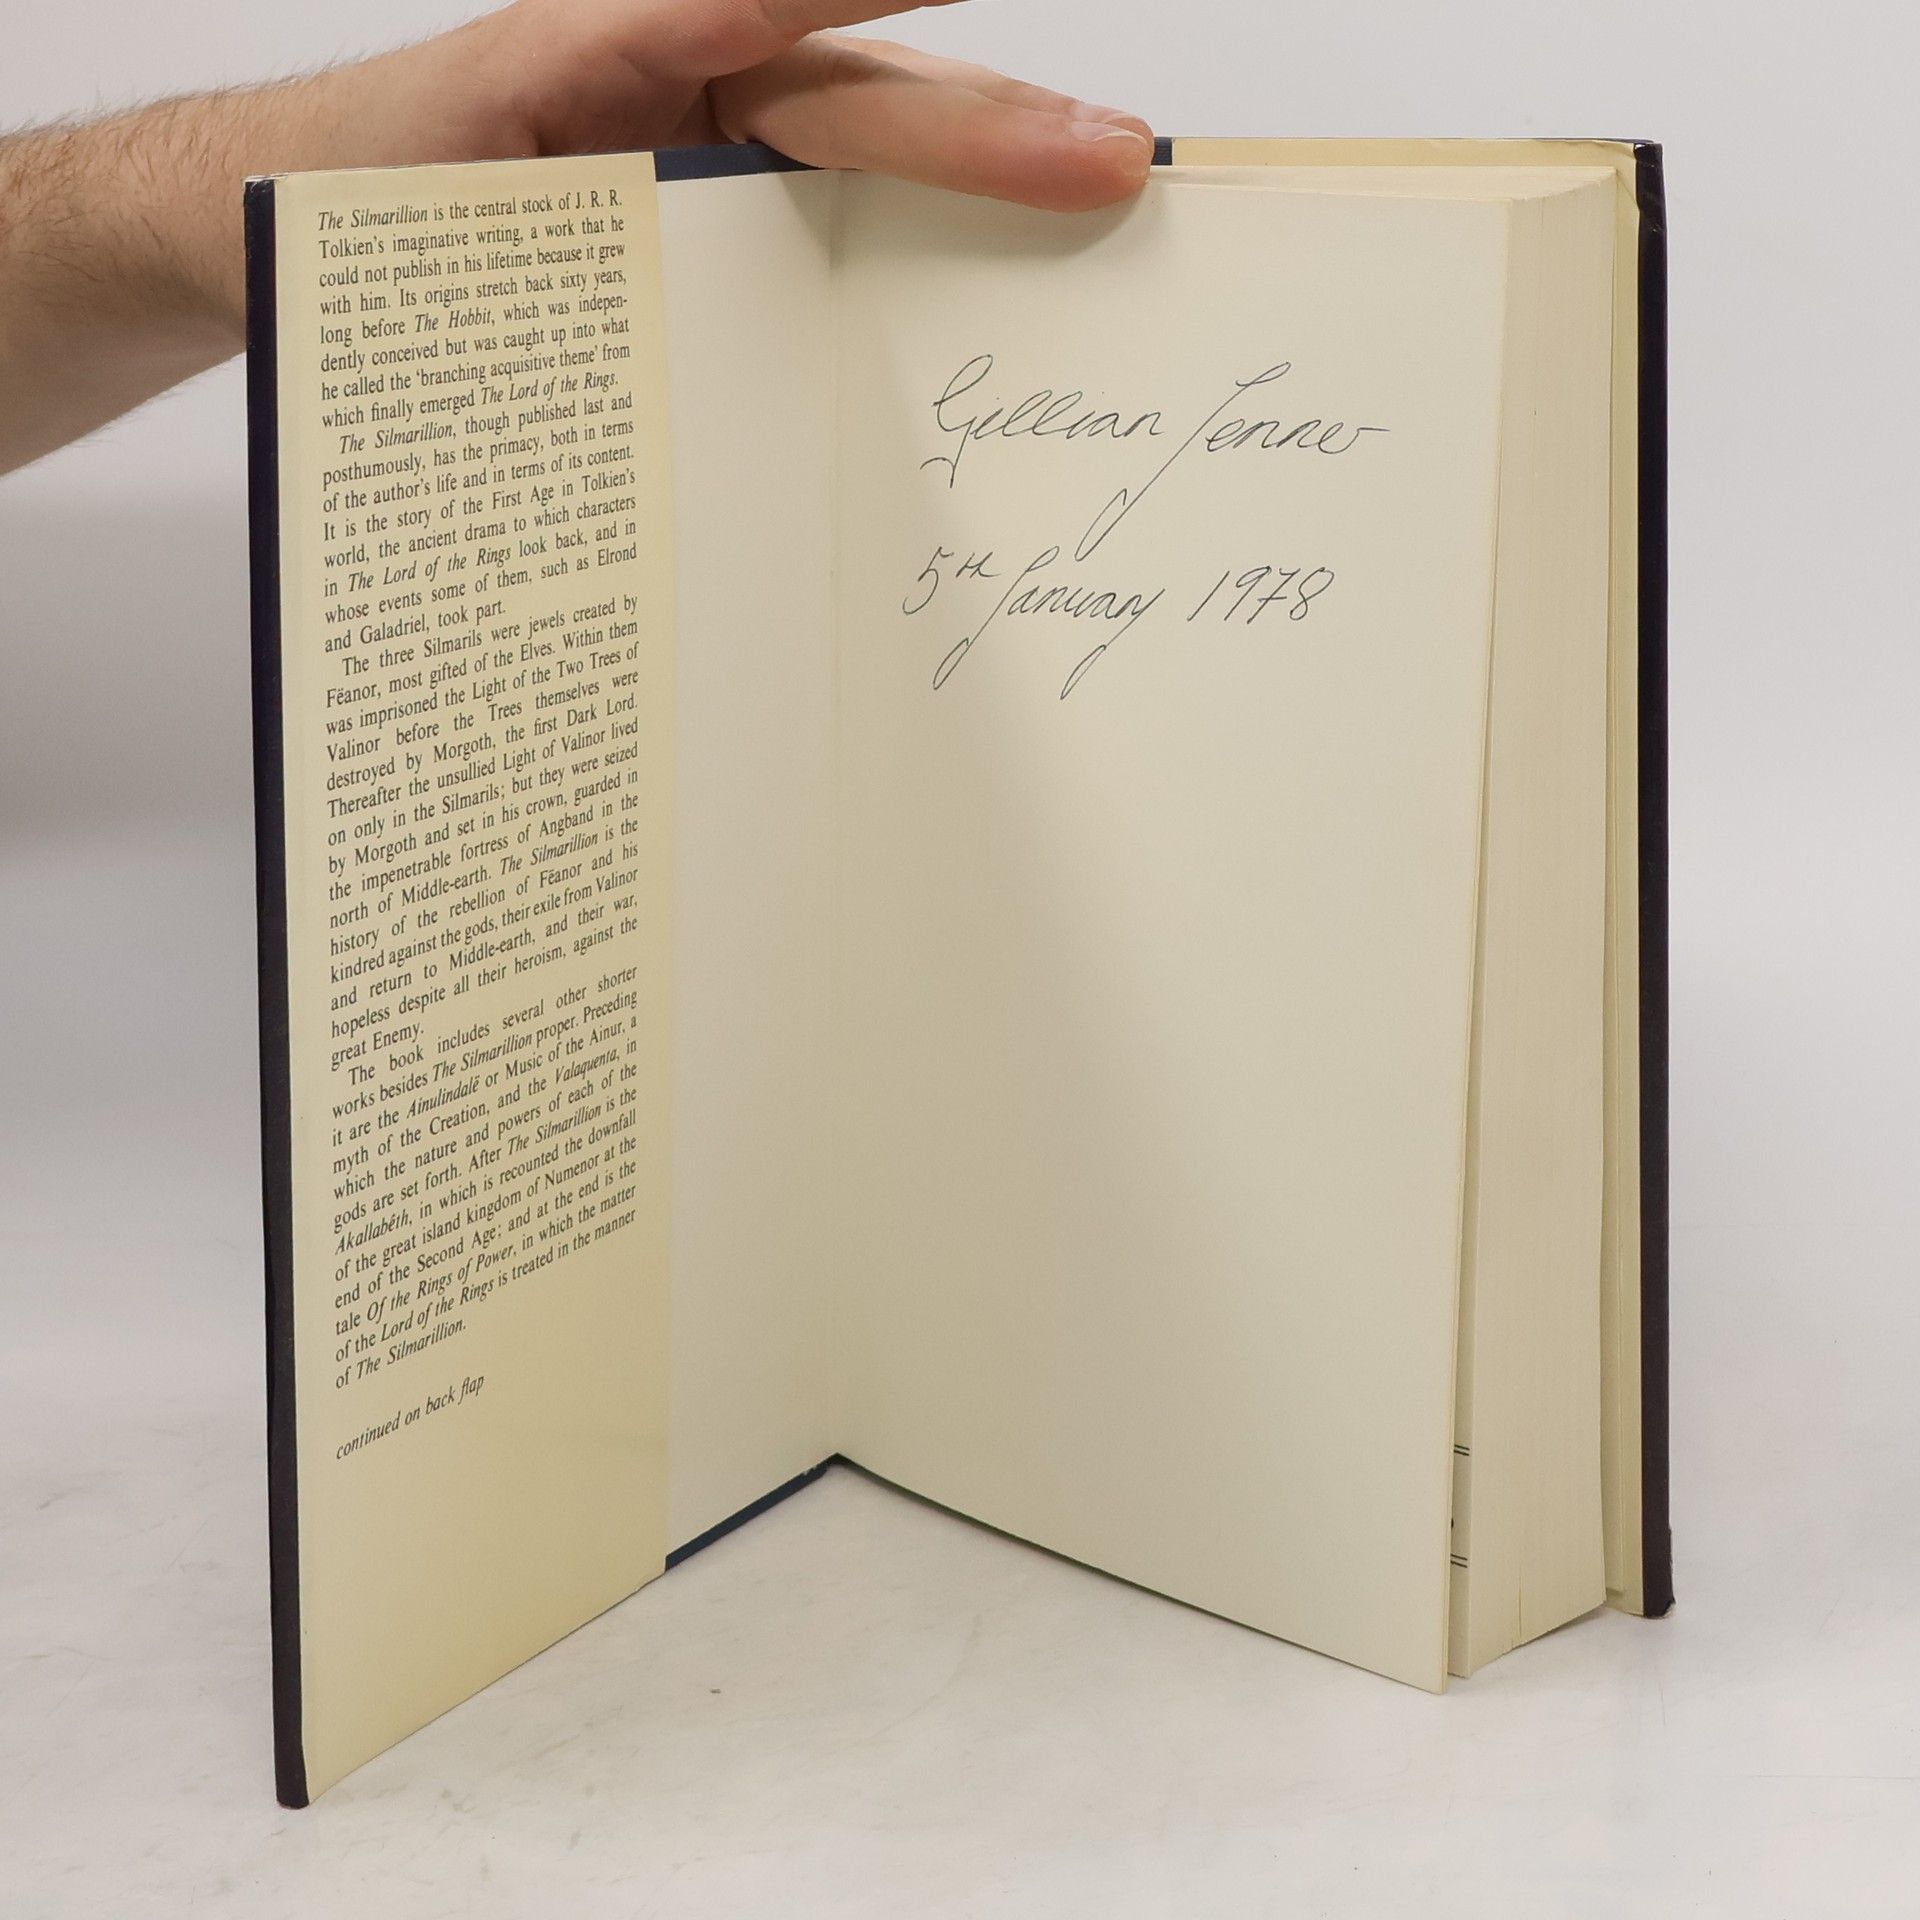 The Silmarillion is the central stock of J. R. R.
Tolkien's imaginative writing, a work that he
could not publish in his lifetime because it grew
with him. Its origins stretch back sixty years,
long before The Hobbit, which was indepen-
dently conceived but was caught up into what
he called the 'branching acquisitive theme' from
which finally emerged The Lord of the Rings.
The Silmarillion, though published last and
posthumously, has the primacy, both in terms
of the author's life and in terms of its content.
It is the story of the First Age in Tolkien's
world, the ancient drama to which characters
in The Lord of the Rings look back, and in
whose events some of them, such as Elrond
and Galadriel, took part.
The three Silmarils were jewels created by
Fëanor, most gifted of the Elves. Within them
was imprisoned the Light of the Two Trees of
Valinor before the Trees themselves were
destroyed by Morgoth, the first Dark Lord.
Thereafter the unsullied Light of Valinor lived
on only in the Silmarils; but they were seized
by Morgoth and set in his crown, guarded in
the impenetrable fortress of Angband in the
north of Middle-earth. The Silmarillion is the
history of the rebellion of Fëanor and his
kindred against the gods, their exile from Valinor
and return to Middle-earth, and their war,
hopeless despite all their heroism, against the
great Enemy.
The book includes several other shorter
works besides The Silmarillion proper. Preceding
it are the Ainulindalë or Music of the Ainur, a
myth of the Creation, and the Valaquenta, in
which the nature and powers of each of the
gods are set forth. After The Silmarillion is the
Akallabêth, in which is recounted the downfall
of the great island kingdom of Numenor at the
end of the Second Age; and at the end is the
tale Of the Rings of Power, in which the matter
of the Lord of the Rings is treated in the manner
of The Silmarillion.
continued on back flap
Gillian Jenner
5th January 1978